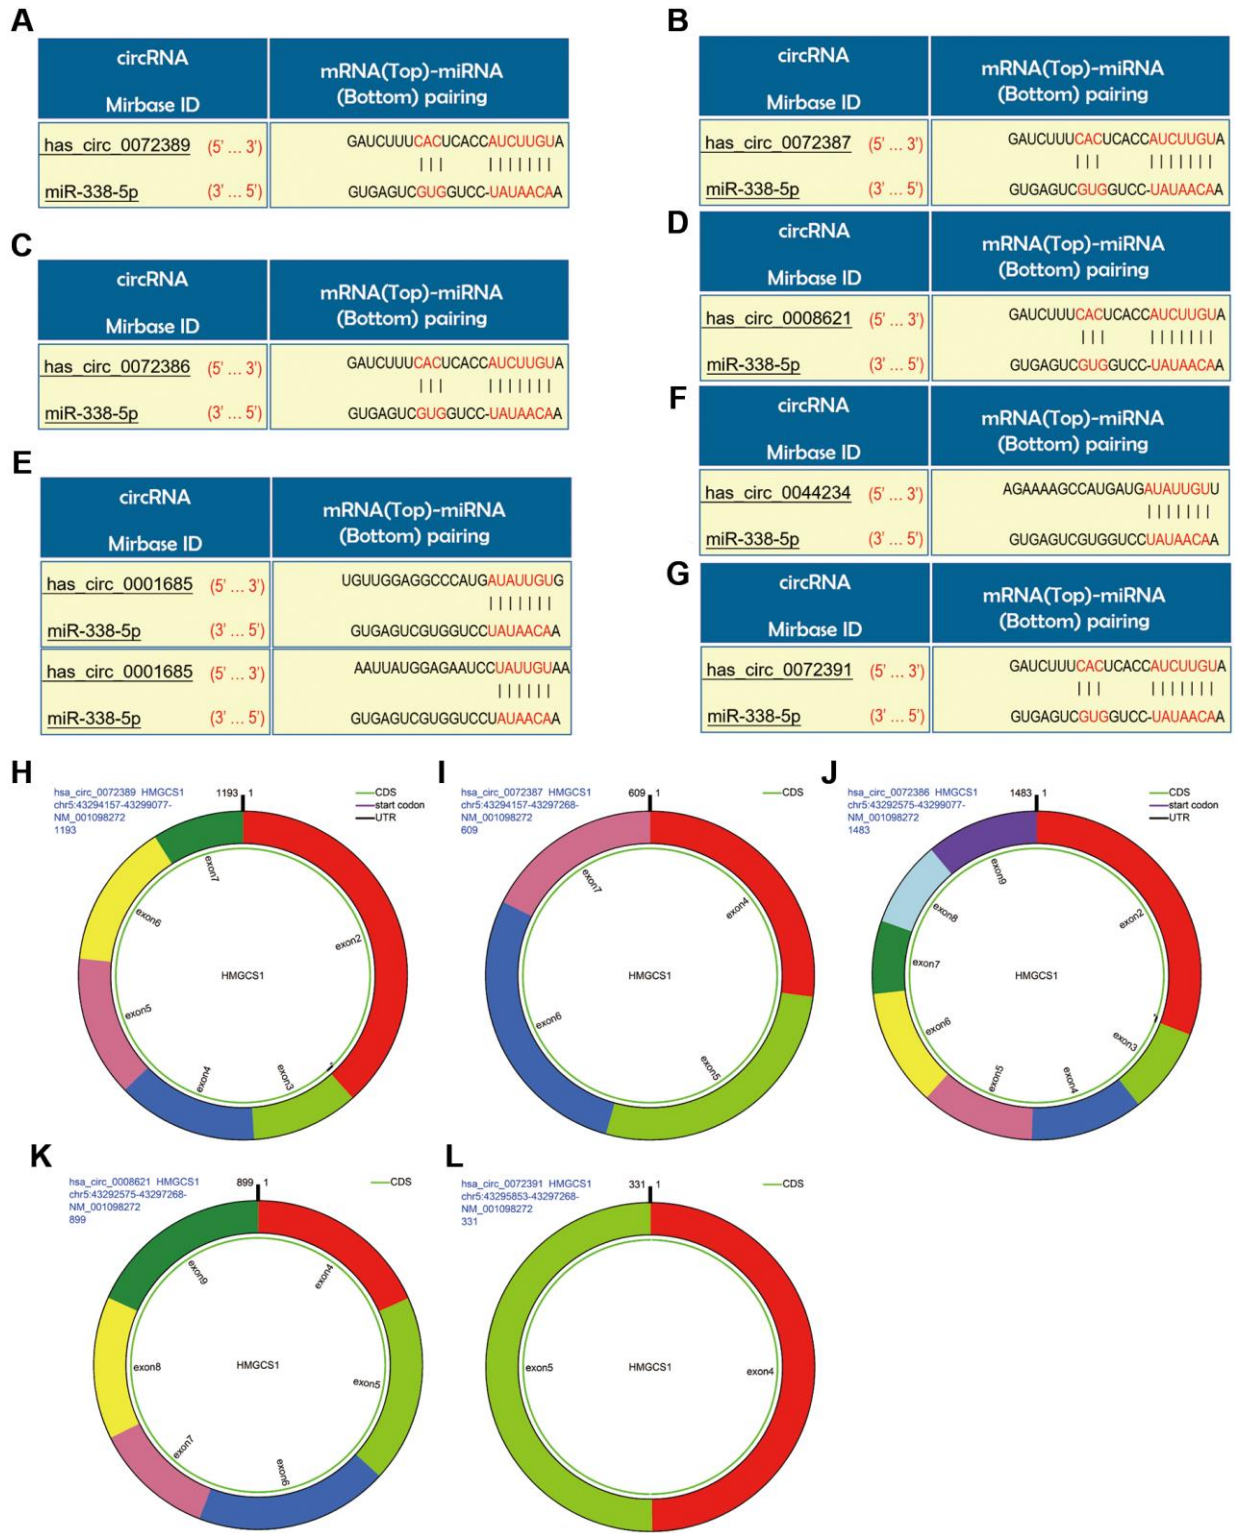 A
circRNA
Mirbase ID
mRNA(Top)-miRNA
(Bottom) pairing
has_circ_0072389 (5' ... 3')
GAUCUUUCACUCACCAUCUUGUA
miR-338-5p (3' ... 5')
GUGAGUCGUGGUCC-UAUAACAA
B
circRNA
Mirbase ID
mRNA(Top)-miRNA
(Bottom) pairing
has_circ_0072387 (5' ... 3')
GAUCUUUCACUCACCAUCUUGUA
miR-338-5p (3' ... 5')
GUGAGUCGUGGUCC-UAUAACAA
C
circRNA
Mirbase ID
mRNA(Top)-miRNA
(Bottom) pairing
has_circ_0072386 (5' ... 3')
GAUCUUUCACUCACCAUCUUGUA
miR-338-5p (3' ... 5')
GUGAGUCGUGGUCC-UAUAACAA
D
circRNA
Mirbase ID
mRNA(Top)-miRNA
(Bottom) pairing
has_circ_0008621 (5' ... 3')
GAUCUUUCACUCACCAUCUUGUA
miR-338-5p (3' ... 5')
GUGAGUCGUGGUCC-UAUAACAA
E
circRNA
Mirbase ID
mRNA(Top)-miRNA
(Bottom) pairing
has_circ_0001685 (5' ... 3')
UGUUGGAGGCCCAUGAUAUUGUG
miR-338-5p (3' ... 5')
GUGAGUCGUGGUCCUAUAACAA
has_circ_0001685 (5' ... 3')
AAUUAUGGAGAAUCCUAUUGUAA
miR-338-5p (3' ... 5')
GUGAGUCGUGGUCCUAUAACAA
F
circRNA
Mirbase ID
mRNA(Top)-miRNA
(Bottom) pairing
has_circ_0044234 (5' ... 3')
AGAAAAGCCAUGAUGAUAUUGUU
miR-338-5p (3' ... 5')
GUGAGUCGUGGUCCUAUAACAA
G
circRNA
Mirbase ID
mRNA(Top)-miRNA
(Bottom) pairing
has_circ_0072391 (5' ... 3')
GAUCUUUCACUCACCAUCUUGUA
miR-338-5p (3' ... 5')
GUGAGUCGUGGUCC-UAUAACAA
H
hsa_circ_0072389 HMGCS1
chr5:43294157-43299077-
NM_001098272
1193
1193 1
CDS
start codon
UTR
exon7
exon6
exon2
HMGCS1
exon5
exon4
exon3
I
hsa_circ_0072387 HMGCS1
chr5:43294157-43297268-
NM_001098272
609
609 1
CDS
exon7
exon4
HMGCS1
exon6
exon5
J
hsa_circ_0072386 HMGCS1
chr5:43292575-43299077-
NM_001098272
1483
1483 1
CDS
start codon
UTR
exon9
exon8
exon2
exon7
HMGCS1
exon6
exon3
exon5
exon4
K
hsa_circ_0008621 HMGCS1
chr5:43292575-43297268-
NM_001098272
899
899 1
CDS
exon9
exon4
exon8
HMGCS1
exon5
exon7
exon6
L
hsa_circ_0072391 HMGCS1
chr5:43295853-43297268-
NM_001098272
331
331 1
CDS
exon5
HMGCS1
exon4